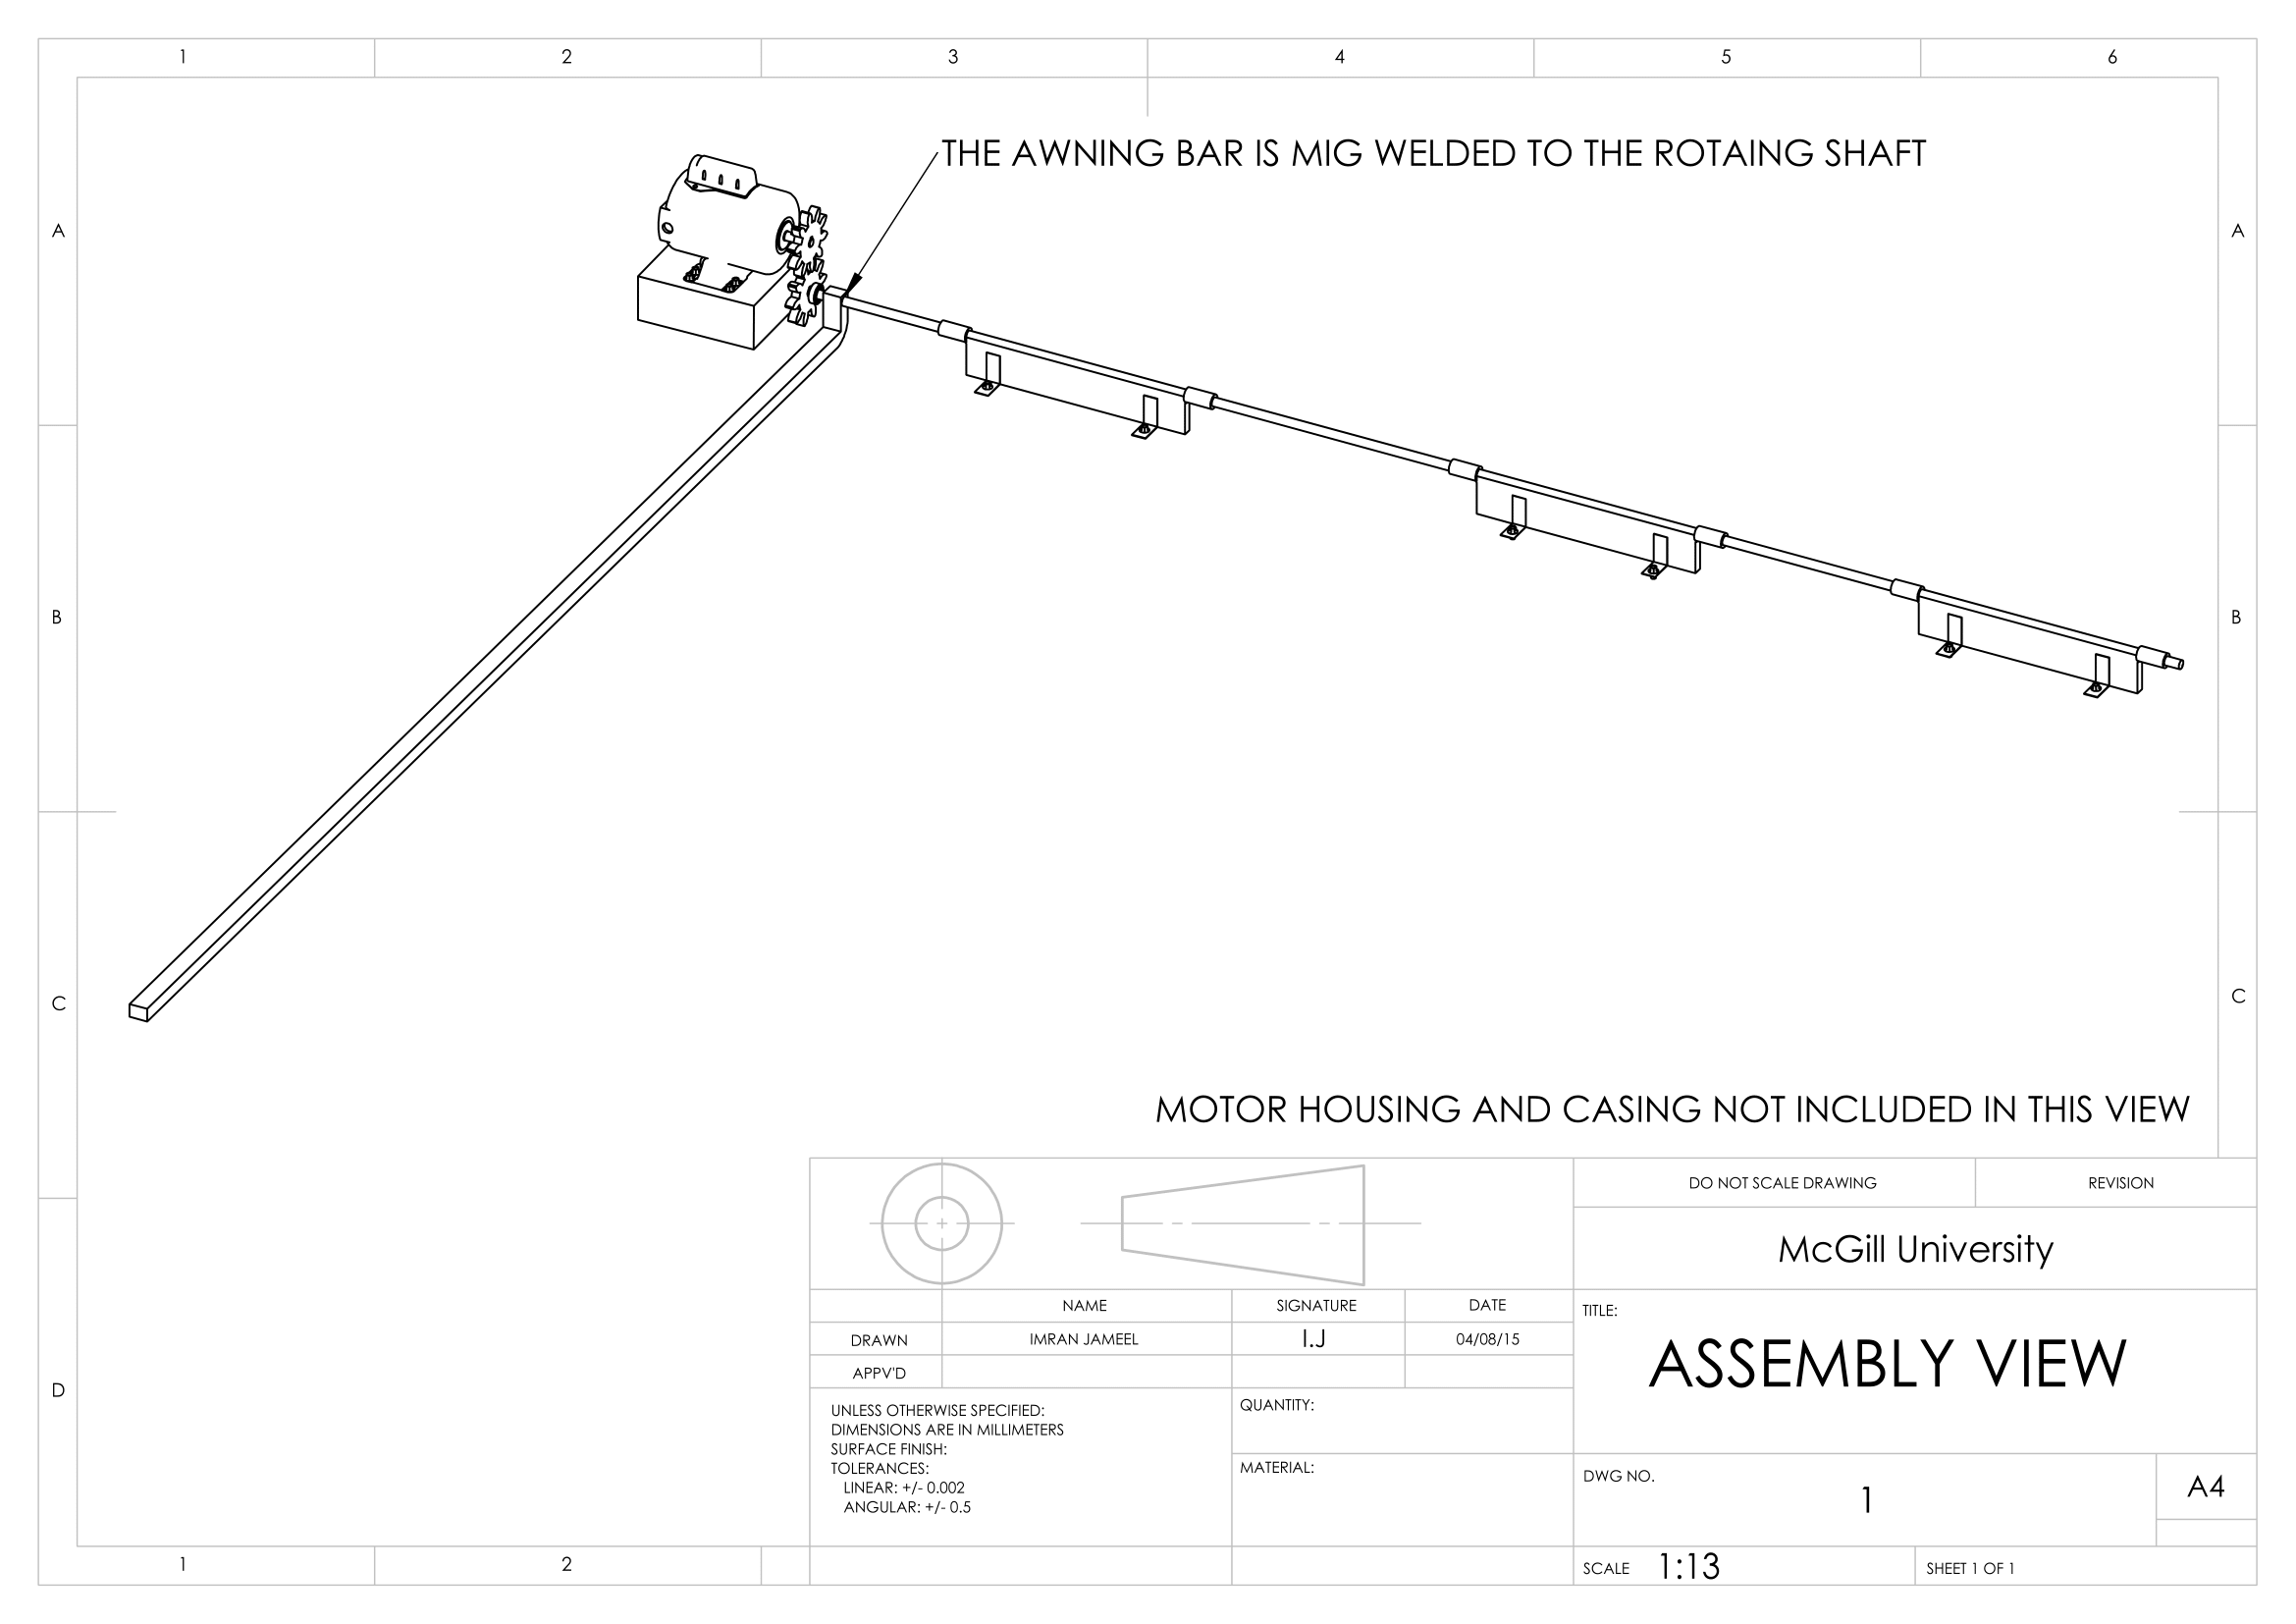 1 2 3 4 5 6
THE AWNING BAR IS MIG WELDED TO THE ROTAING SHAFT
A A
B B
C C
MOTOR HOUSING AND CASING NOT INCLUDED IN THIS VIEW
DO NOT SCALE DRAWING REVISION
McGill University
NAME SIGNATURE DATE
DRAWN IMRAN JAMEEL I.J 04/08/15
APPV'D
TITLE:
ASSEMBLY VIEW
D
UNLESS OTHERWISE SPECIFIED:
DIMENSIONS ARE IN MILLIMETERS
SURFACE FINISH:
TOLERANCES:
LINEAR: +/- 0.002
ANGULAR: +/- 0.5
QUANTITY:
MATERIAL:
DWG NO.
1
A4
1 2
SCALE 1:13
SHEET 1 OF 1